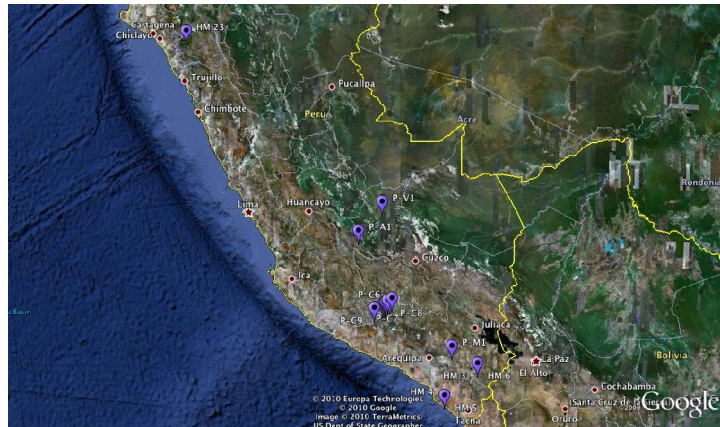 Cartagena
HM 23
Chiclayo
Trujillo
Pucallpa
Chimbote
Peru
Acre
Rondonia
Lima
Huancayo
P-V1
P-A1
Cuzco
Ica
P-C6
P-C7
P-C8
P-C9
Juliaca
P-M1
Arequipa
La Paz
El Alto
Bolivia
HM 3
HM 6
HM 4
HM-5
Tacna
Cochabamba
Oruro
© 2010 Europa Technologies
© 2010 Google
Image © 2010 TerraMetrics
US Dept of State Geographer
Google